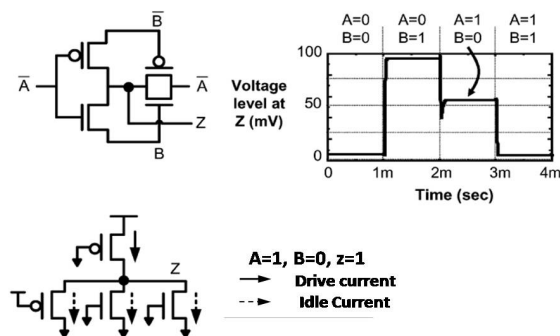 B̅
A̅
A̅
Z
B
A=0 A=0 A=1 A=1
B=0 B=1 B=0 B=1
Voltage
level at
Z (mV)
100
50
0
0 1m 2m 3m 4m
Time (sec)
Z
A=1, B=0, z=1
Drive current
Idle Current